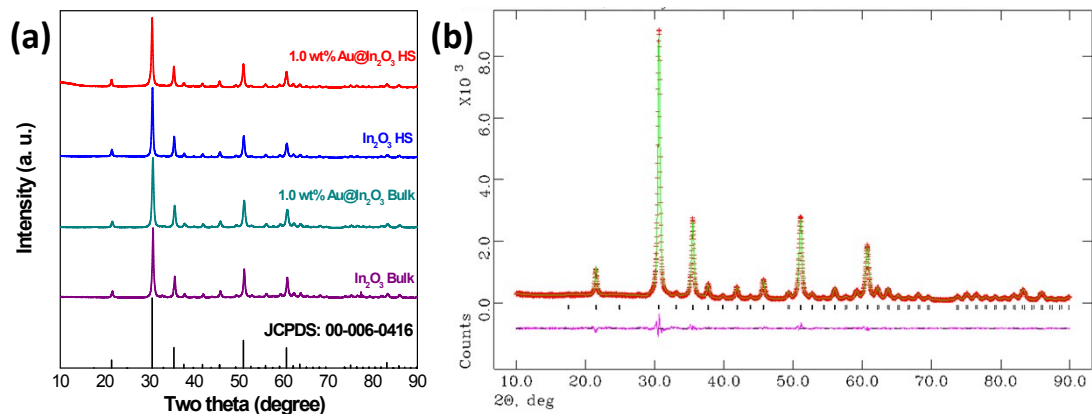 (a)
1.0 wt% Au@In₂O₃ HS
In₂O₃ HS
1.0 wt% Au@In₂O₃ Bulk
In₂O₃ Bulk
JCPDS: 00-006-0416
Intensity (a. u.)
10 20 30 40 50 60 70 80 90
Two theta (degree)
(b)
X10 3
8.0
6.0
4.0
2.0
0.0
Counts
10.0 20.0 30.0 40.0 50.0 60.0 70.0 80.0 90.0
2Θ, deg